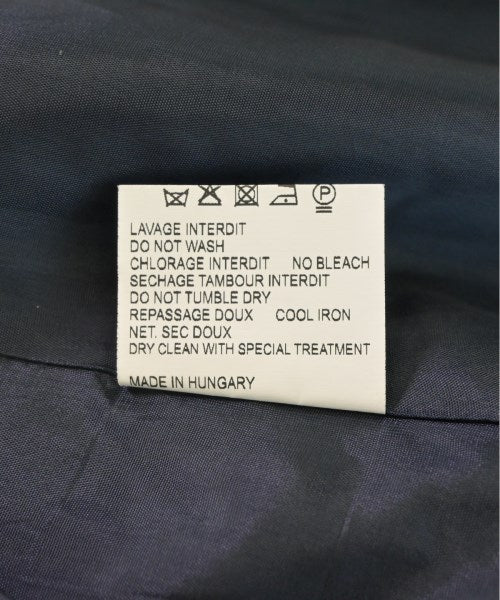 P
LAVAGE INTERDIT
DO NOT WASH
CHLORAGE INTERDIT NO BLEACH
SECHAGE TAMBOUR INTERDIT
DO NOT TUMBLE DRY
REPASSAGE DOUX COOL IRON
NET. SEC DOUX
DRY CLEAN WITH SPECIAL TREATMENT
MADE IN HUNGARY